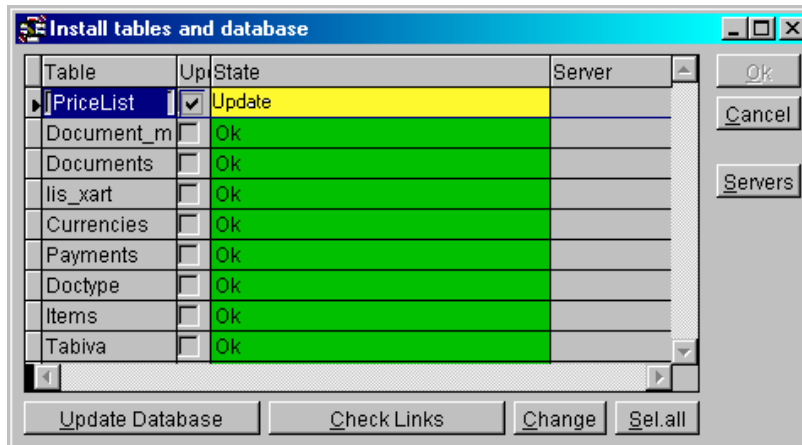 Install tables and database
Table Up State Server
PriceList Update
Document_m Ok
Documents Ok
lis_xart Ok
Currencies Ok
Payments Ok
Doctype Ok
Items Ok
Tabiva Ok
Ok
Cancel
Servers
Update Database Check Links Change Sel.all